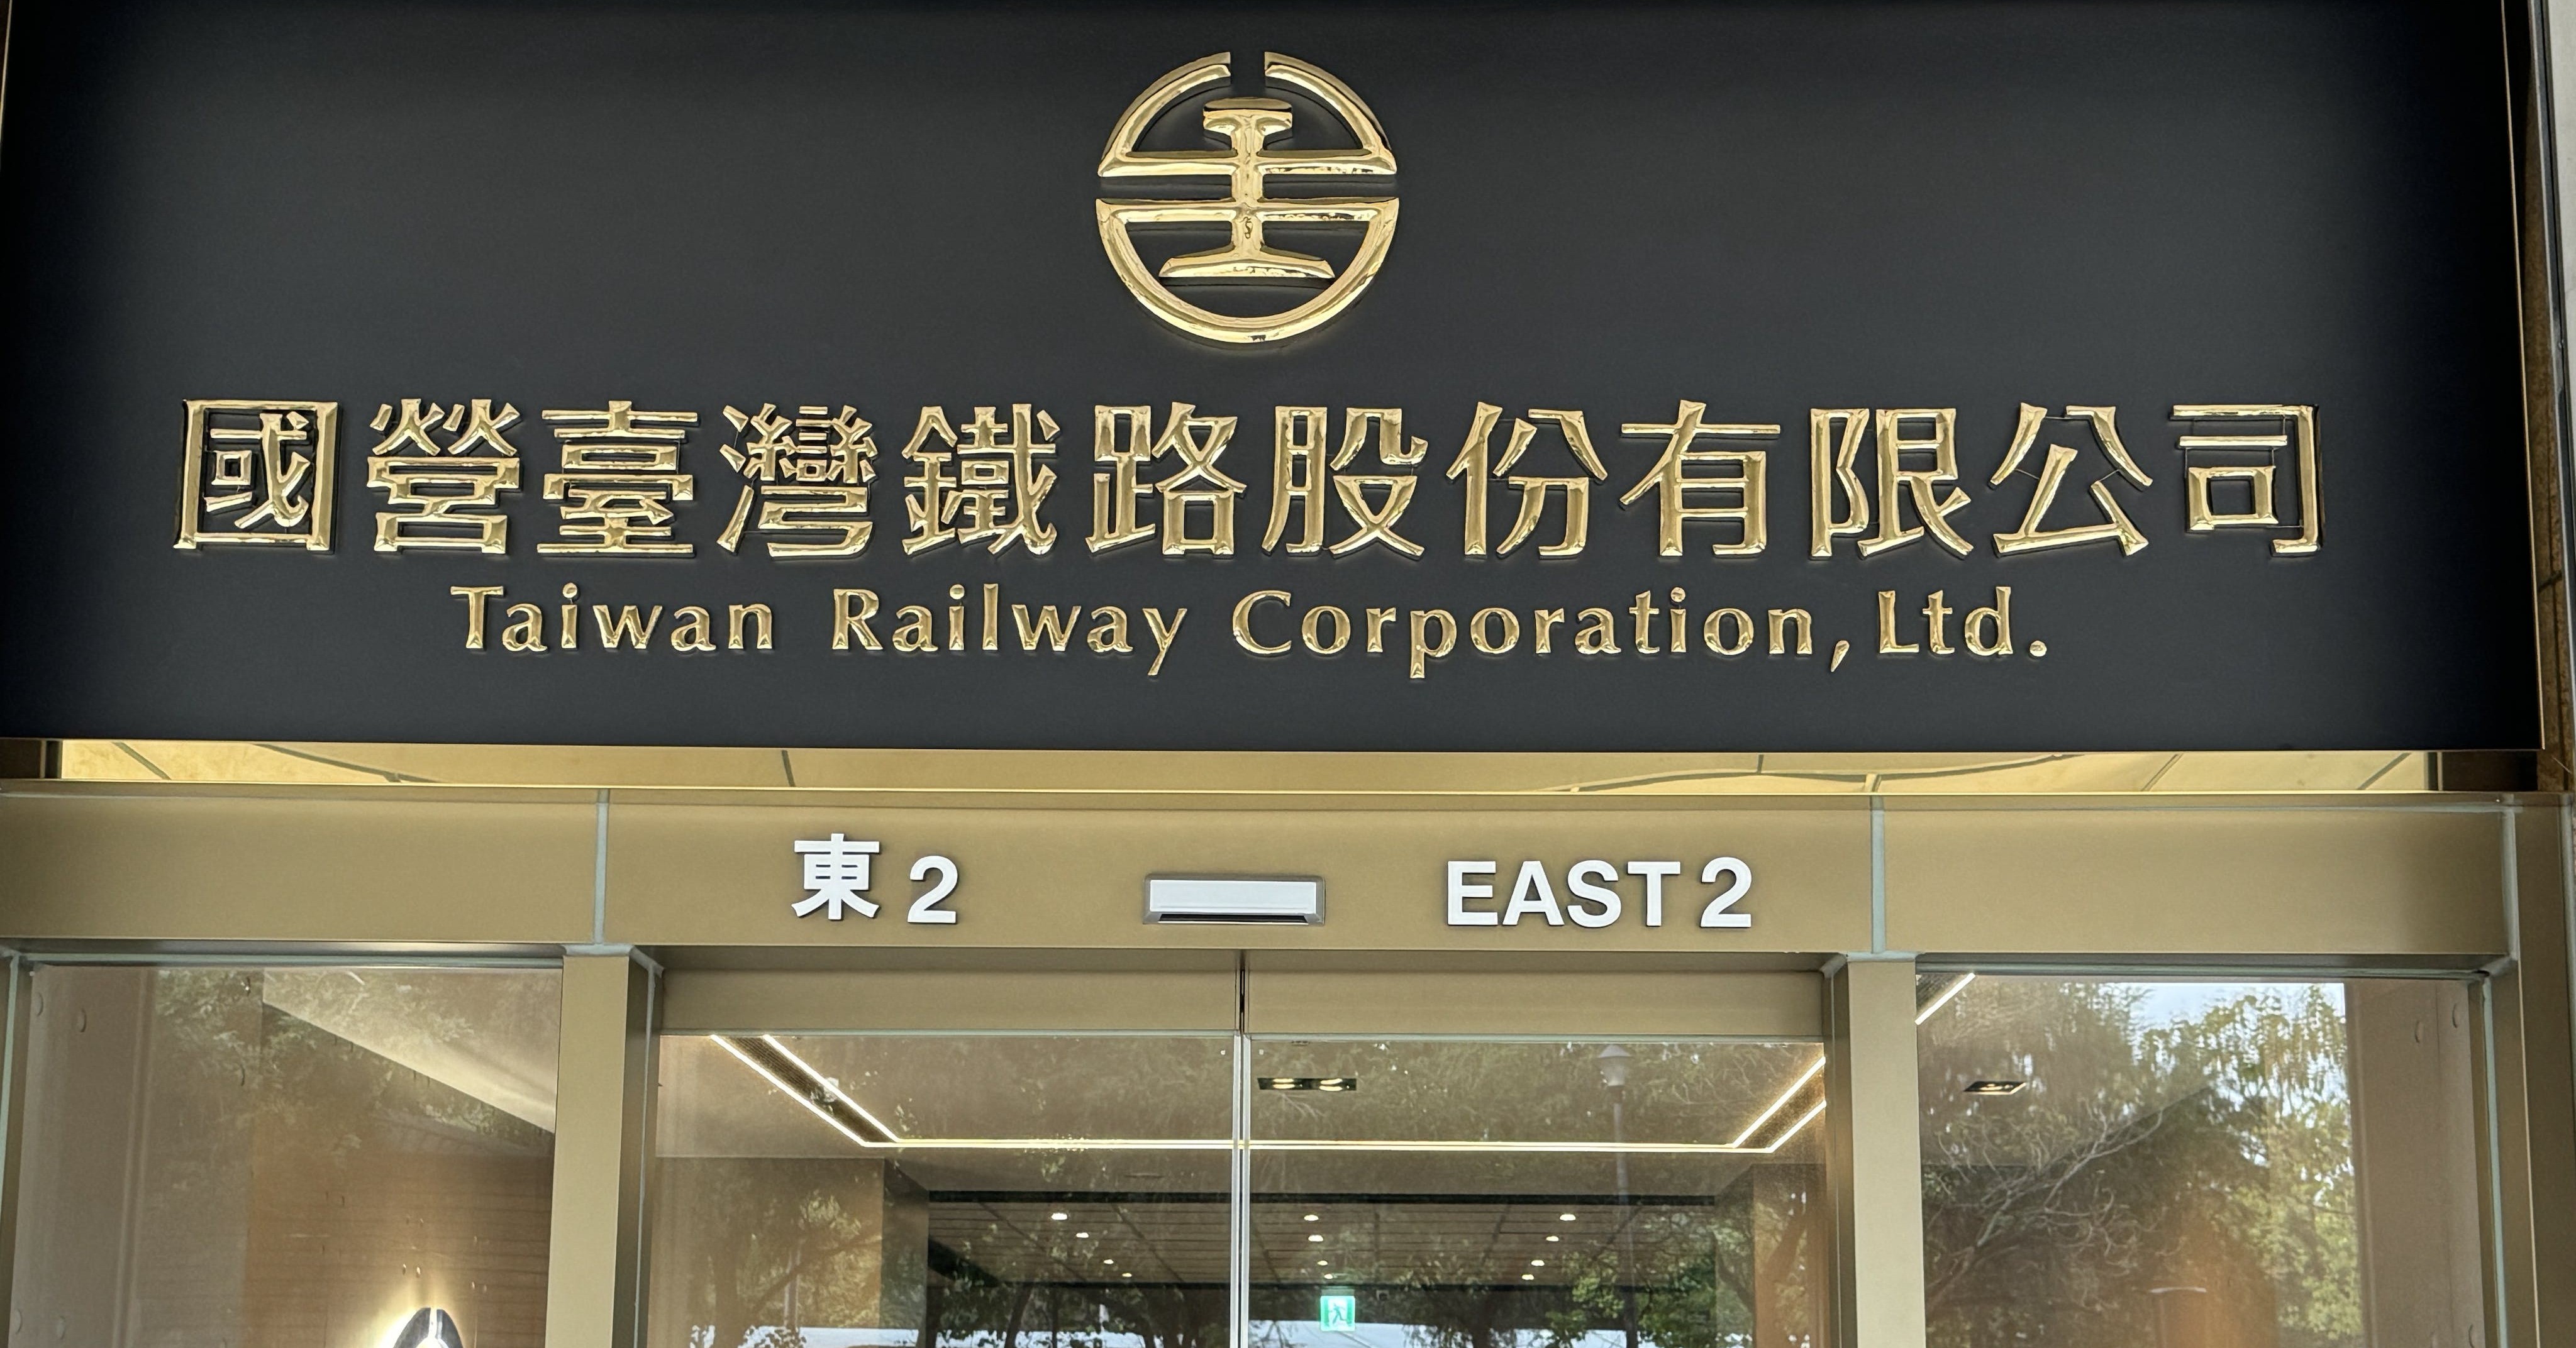 國營臺灣鐵路股份有限公司
Taiwan Railway Corporation, Ltd.
東2
EAST 2